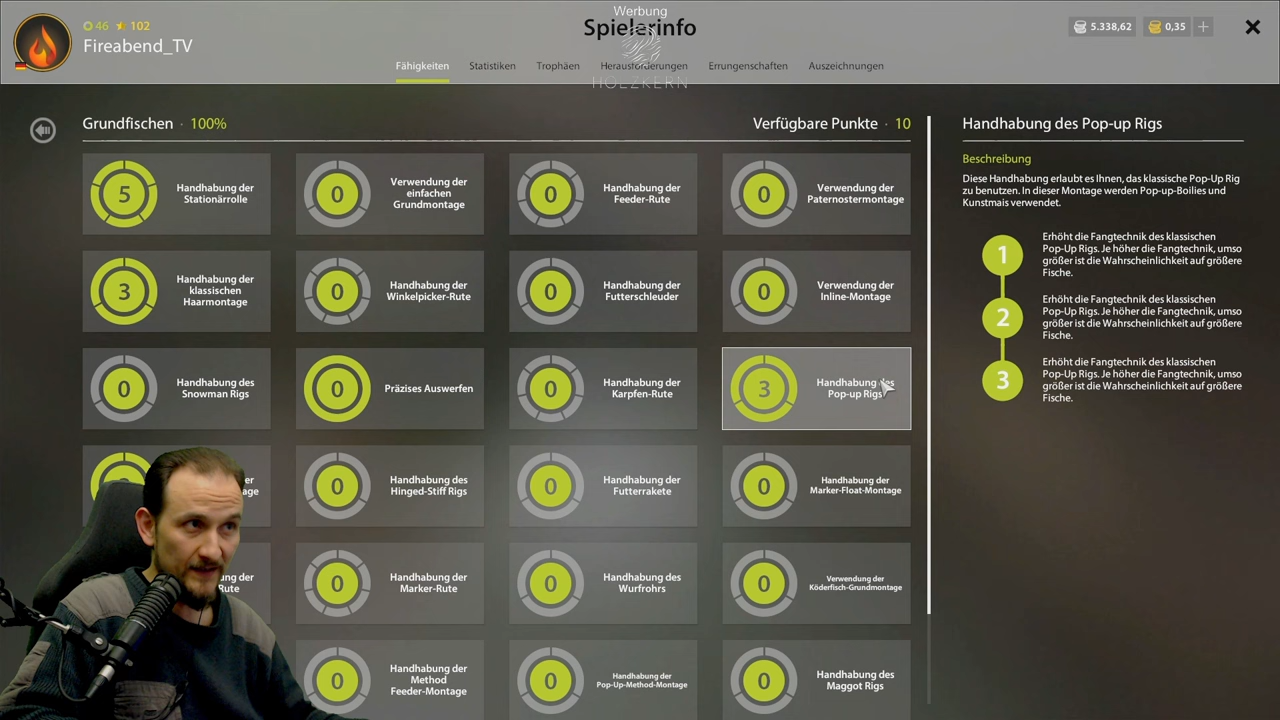 Werbung
46 102
Spielerinfo
5.338,62
0,35
Fireabend_TV
Fähigkeiten
Statistiken
Trophäen
Herausforderungen
Errungenschaften
Auszeichnungen
HOLZKERN
Grundfischen · 100%
Verfügbare Punkte · 10
5
Handhabung der
Stationärrolle
0
Verwendung der
einfachen
Grundmontage
0
Handhabung der
Feeder-Rute
0
Verwendung der
Paternostermontage
3
Handhabung der
klassischen
Haarmontage
0
Handhabung der
Winkelpicker-Rute
0
Handhabung der
Futterschleuder
0
Verwendung der
Inline-Montage
0
Handhabung des
Snowman Rigs
0
Präzises Auswerfen
0
Handhabung der
Karpfen-Rute
3
Handhabung des
Pop-up Rigs
0
Handhabung des
Hinged-Stiff Rigs
0
Handhabung der
Futterrakete
0
Handhabung der
Marker-Float-Montage
0
Handhabung der
Marker-Rute
0
Handhabung des
Wurfrohrs
0
Verwendung der
Köderfisch-Grundmontage
0
Handhabung der
Method
Feeder-Montage
0
Handhabung der
Pop-Up-Method-Montage
0
Handhabung des
Maggot Rigs
Handhabung des Pop-up Rigs
Beschreibung
Diese Handhabung erlaubt es Ihnen, das klassische Pop-Up Rig
zu benutzen. In dieser Montage werden Pop-up-Boilies und
Kunstmais verwendet.
1
Erhöht die Fangtechnik des klassischen
Pop-Up Rigs. Je höher die Fangtechnik, umso
größer ist die Wahrscheinlichkeit auf größere
Fische.
2
Erhöht die Fangtechnik des klassischen
Pop-Up Rigs. Je höher die Fangtechnik, umso
größer ist die Wahrscheinlichkeit auf größere
Fische.
3
Erhöht die Fangtechnik des klassischen
Pop-Up Rigs. Je höher die Fangtechnik, umso
größer ist die Wahrscheinlichkeit auf größere
Fische.